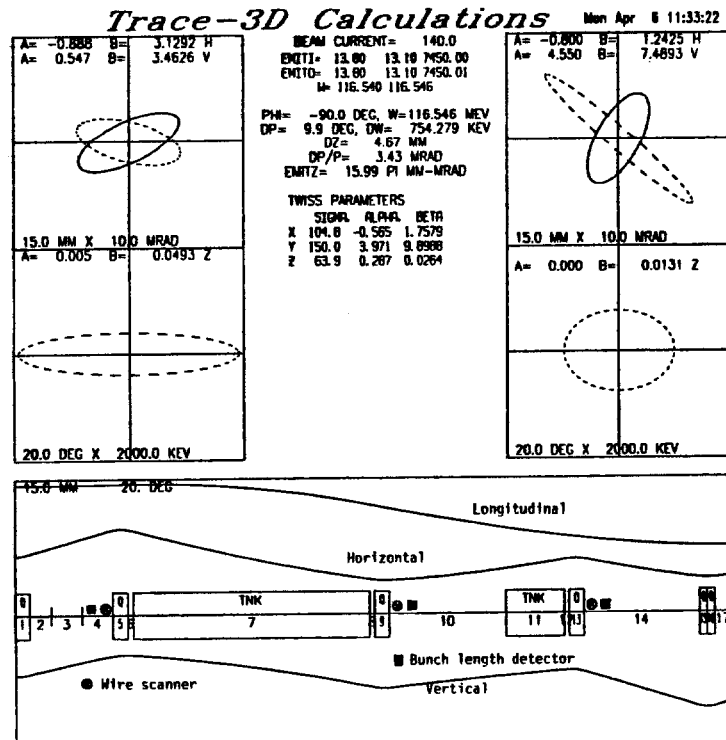 Trace-3D Calculations
Mon Apr 6 11:33:22
A= -0.888 B= 3.1292 H
A= 0.547 B= 3.4626 V
15.0 MM X 10.0 MRAD
A= 0.005 B= 0.0493 Z
20.0 DEG X 2000.0 KEV
BEAM CURRENT= 140.0
EMITI= 13.80 13.10 7450.00
EMITO= 13.80 13.10 7450.01
W= 116.540 116.546
PHI= -90.0 DEG, W=116.546 MEV
DP= 9.9 DEG, DW= 754.279 KEV
DZ= 4.67 MM
DP/P= 3.43 MRAD
EMITZ= 15.99 PI MM-MRAD
TWISS PARAMETERS
SIGMA ALPHA BETA
X 104.8 -0.565 1.7579
Y 150.0 3.971 9.8988
Z 63.9 0.287 0.0264
A= -0.800 B= 1.2425 H
A= 4.550 B= 7.4893 V
15.0 MM X 10.0 MRAD
A= 0.000 B= 0.0131 Z
20.0 DEG X 2000.0 KEV
15.0 MM 20. DEG
Longitudinal
Horizontal
Q Q TNK Q TNK Q
1 2 3 4 5 7 9 10 11 13 14 17
Bunch length detector
Wire scanner
Vertical